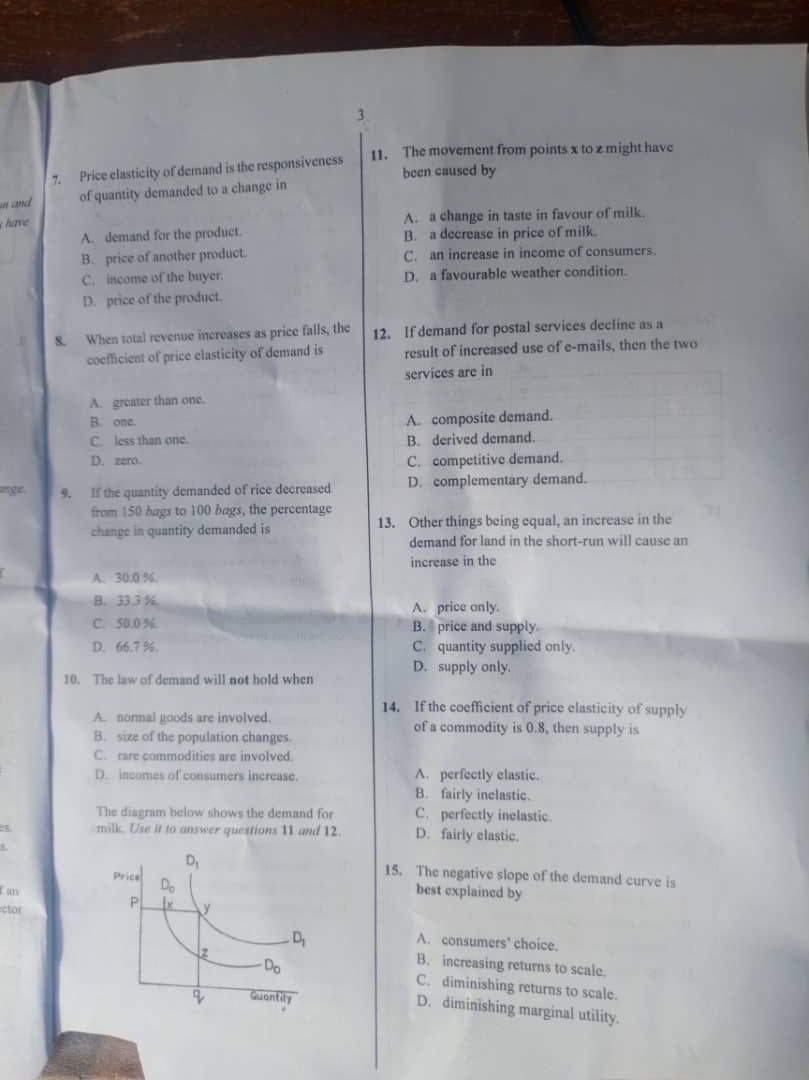 3
7. Price elasticity of demand is the responsiveness
of quantity demanded to a change in
A. demand for the product.
B. price of another product.
C. income of the buyer.
D. price of the product.
8. When total revenue increases as price falls, the
coefficient of price elasticity of demand is
A. greater than one.
B. one.
C. less than one.
D. zero.
9. If the quantity demanded of rice decreased
from 150 bags to 100 bags, the percentage
change in quantity demanded is
A. 30.0 %.
B. 33.3 %.
C. 50.0 %.
D. 66.7 %.
10. The law of demand will not hold when
A. normal goods are involved.
B. size of the population changes.
C. rare commodities are involved.
D. incomes of consumers increase.
The diagram below shows the demand for
milk. Use it to answer questions 11 and 12.
D₁
Price
D₀
P x y
D₁
z
D₀
q Quantity
11. The movement from points x to z might have
been caused by
A. a change in taste in favour of milk.
B. a decrease in price of milk.
C. an increase in income of consumers.
D. a favourable weather condition.
12. If demand for postal services decline as a
result of increased use of e-mails, then the two
services are in
A. composite demand.
B. derived demand.
C. competitive demand.
D. complementary demand.
13. Other things being equal, an increase in the
demand for land in the short-run will cause an
increase in the
A. price only.
B. price and supply.
C. quantity supplied only.
D. supply only.
14. If the coefficient of price elasticity of supply
of a commodity is 0.8, then supply is
A. perfectly elastic.
B. fairly inelastic.
C. perfectly inelastic.
D. fairly elastic.
15. The negative slope of the demand curve is
best explained by
A. consumers' choice.
B. increasing returns to scale.
C. diminishing returns to scale.
D. diminishing marginal utility.